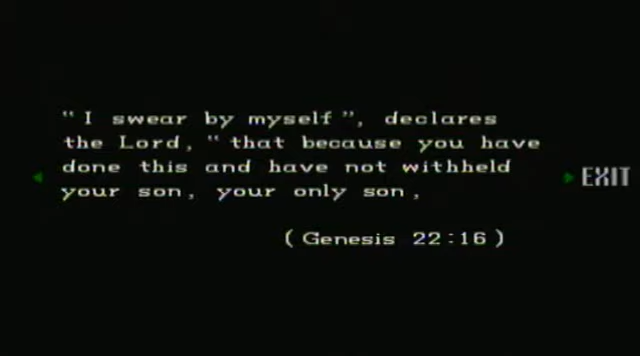 “I swear by myself”, declares
the Lord, “that because you have
done this and have not withheld
your son, your only son,
EXIT
(Genesis 22:16)